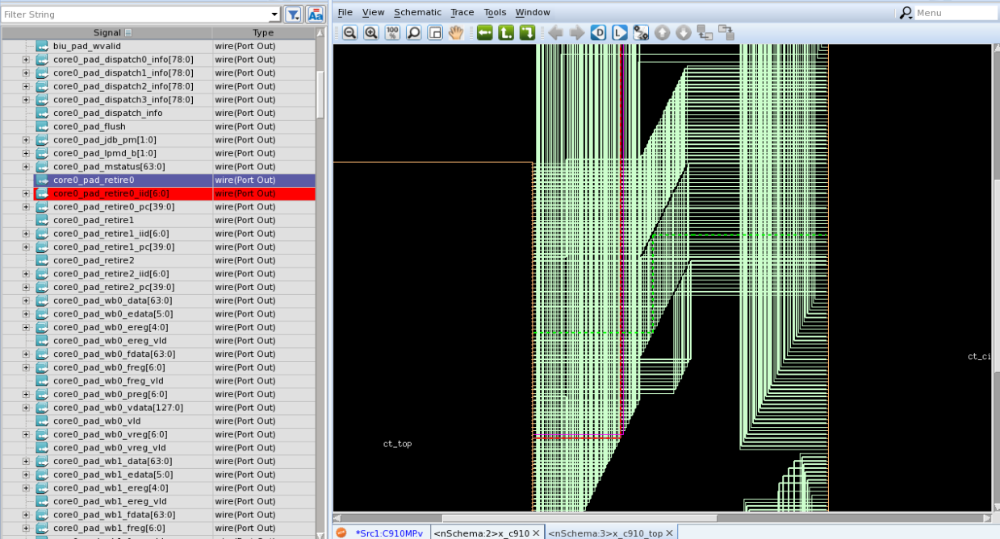 Filter String
Aa
Signal Type
biu_pad_wvalid wire(Port Out)
core0_pad_dispatch0_info[78:0] wire(Port Out)
core0_pad_dispatch1_info[78:0] wire(Port Out)
core0_pad_dispatch2_info[78:0] wire(Port Out)
core0_pad_dispatch3_info[78:0] wire(Port Out)
core0_pad_dispatch_info wire(Port Out)
core0_pad_flush wire(Port Out)
core0_pad_jdb_pm[1:0] wire(Port Out)
core0_pad_lpmd_b[1:0] wire(Port Out)
core0_pad_mstatus[63:0] wire(Port Out)
core0_pad_retire0 wire(Port Out)
core0_pad_retire0_iid[6:0] wire(Port Out)
core0_pad_retire0_pc[39:0] wire(Port Out)
core0_pad_retire1 wire(Port Out)
core0_pad_retire1_iid[6:0] wire(Port Out)
core0_pad_retire1_pc[39:0] wire(Port Out)
core0_pad_retire2 wire(Port Out)
core0_pad_retire2_iid[6:0] wire(Port Out)
core0_pad_retire2_pc[39:0] wire(Port Out)
core0_pad_wb0_data[63:0] wire(Port Out)
core0_pad_wb0_edata[5:0] wire(Port Out)
core0_pad_wb0_ereg[4:0] wire(Port Out)
core0_pad_wb0_ereg_vld wire(Port Out)
core0_pad_wb0_fdata[63:0] wire(Port Out)
core0_pad_wb0_freg[6:0] wire(Port Out)
core0_pad_wb0_freg_vld wire(Port Out)
core0_pad_wb0_preg[6:0] wire(Port Out)
core0_pad_wb0_vdata[127:0] wire(Port Out)
core0_pad_wb0_vld wire(Port Out)
core0_pad_wb0_vreg[6:0] wire(Port Out)
core0_pad_wb0_vreg_vld wire(Port Out)
core0_pad_wb1_data[63:0] wire(Port Out)
core0_pad_wb1_edata[5:0] wire(Port Out)
core0_pad_wb1_ereg[4:0] wire(Port Out)
core0_pad_wb1_ereg_vld wire(Port Out)
core0_pad_wb1_fdata[63:0] wire(Port Out)
core0_pad_wb1_freg[6:0] wire(Port Out)
File View Schematic Trace Tools Window Menu
100%
D L
ct_ci
ct_top
*Src1:C910MPv <nSchema:2>x_c910 <nSchema:3>x_c910_top